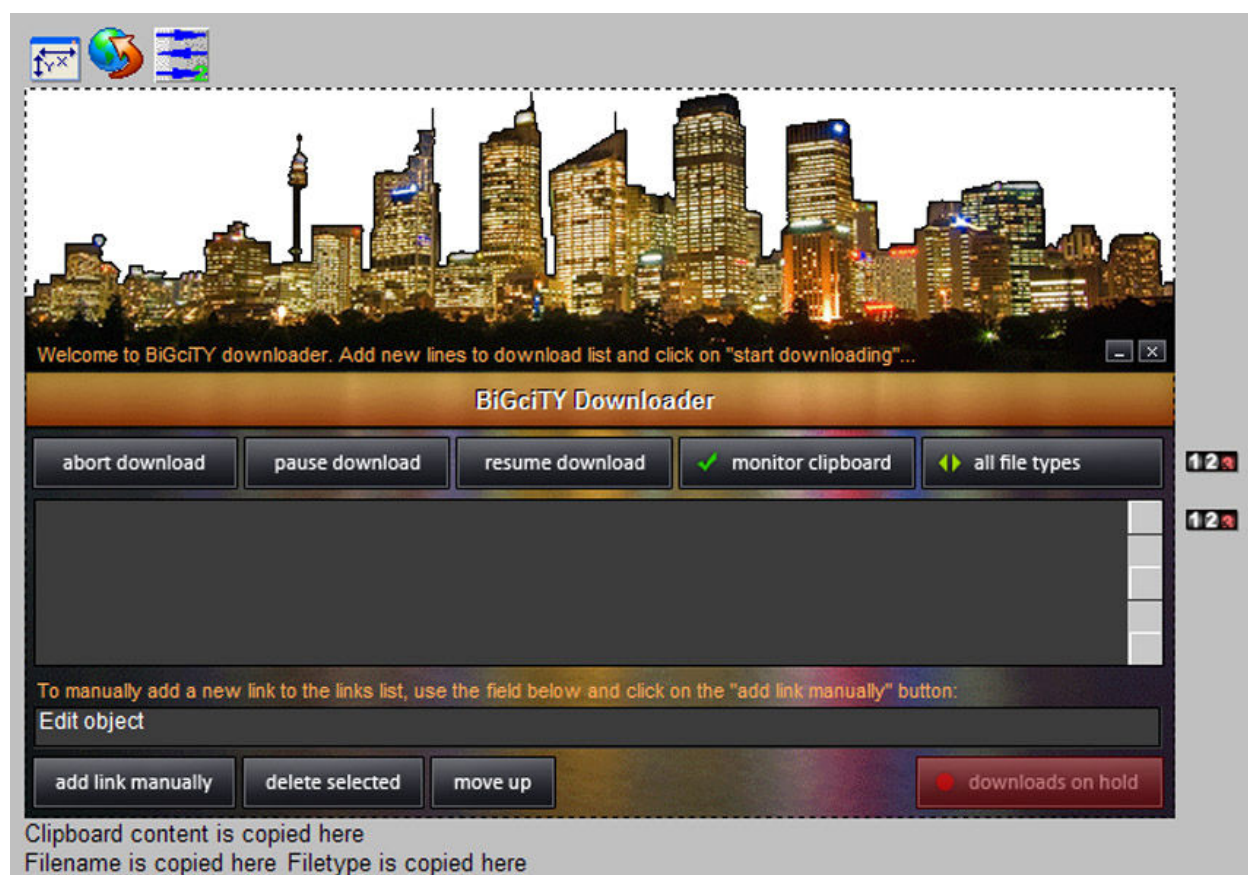 Y X
2
Welcome to BiGciTY downloader. Add new lines to download list and click on "start downloading"...
BiGciTY Downloader
abort download pause download resume download monitor clipboard all file types
123
123
To manually add a new link to the links list, use the field below and click on the "add link manually" button:
Edit object
add link manually delete selected move up downloads on hold
Clipboard content is copied here
Filename is copied here Filetype is copied here